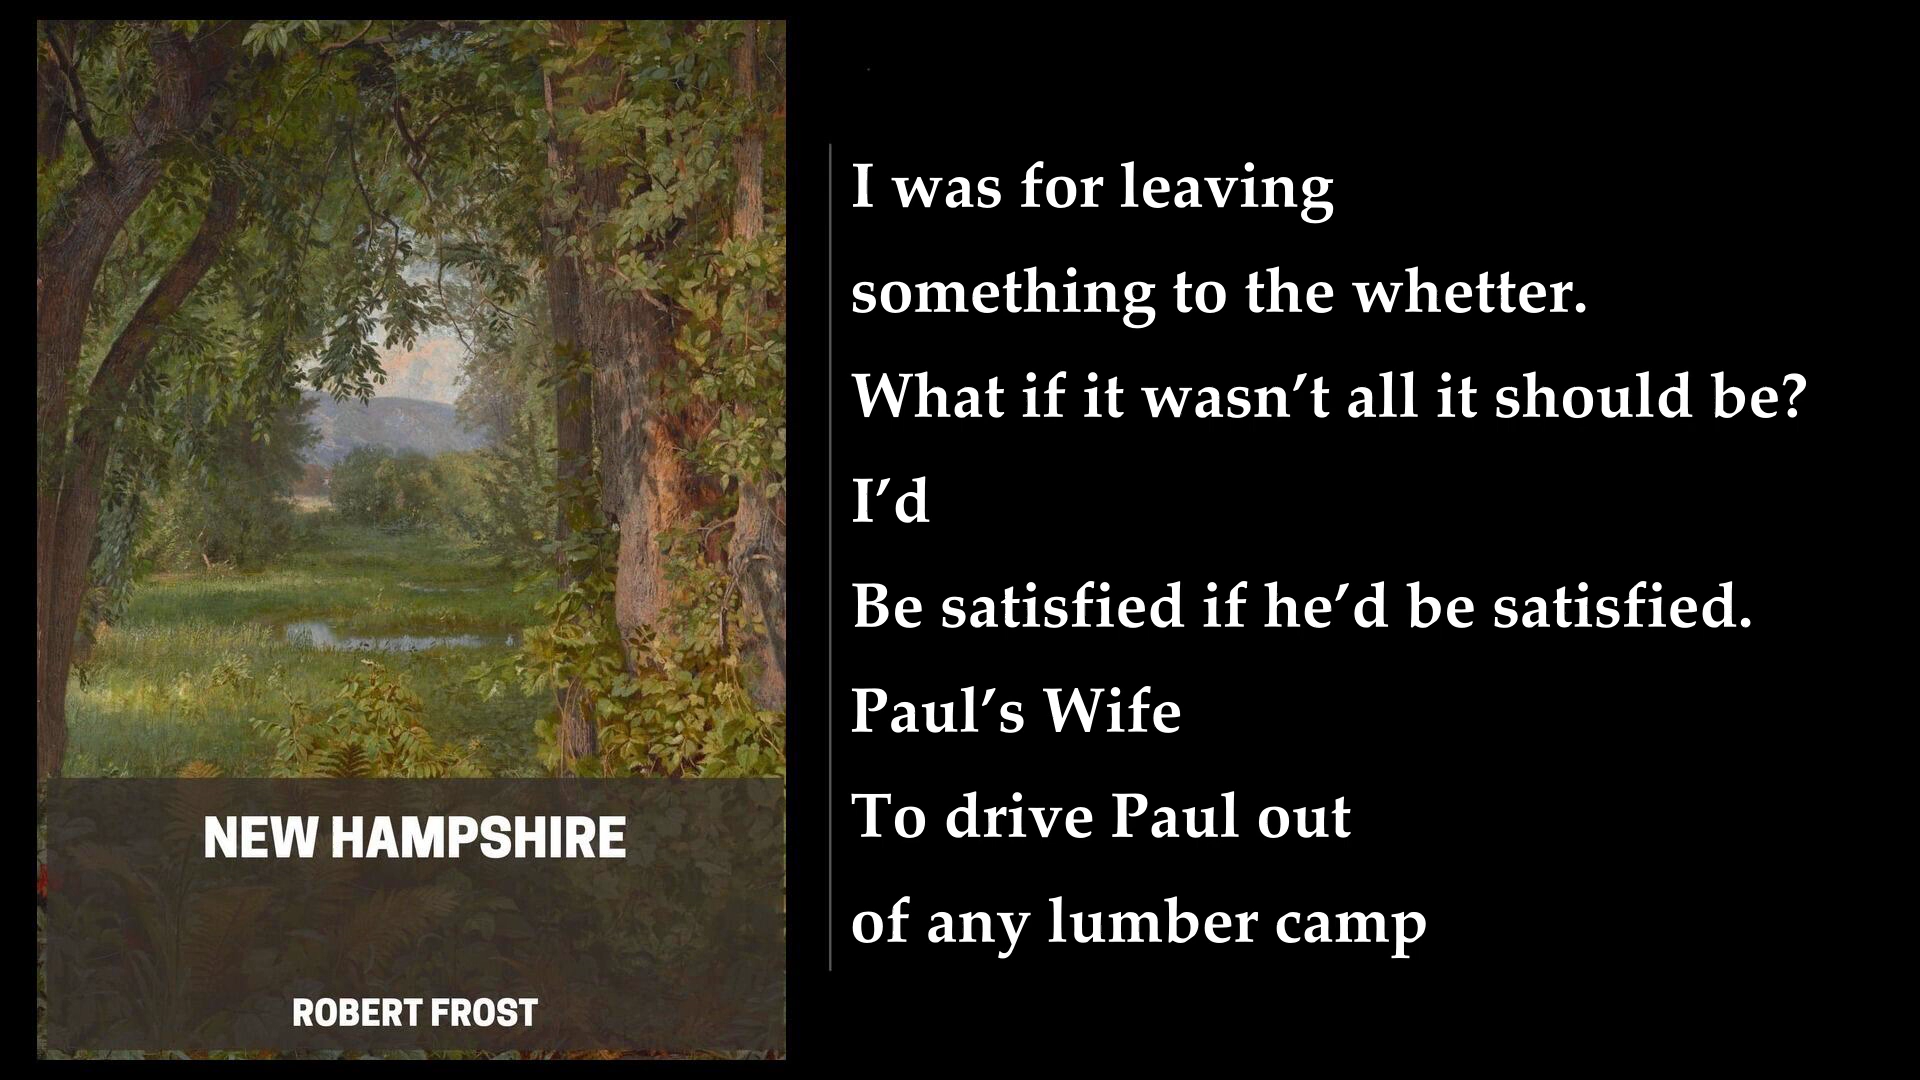 NEW HAMPSHIRE
ROBERT FROST
I was for leaving
something to the whetter.
What if it wasn’t all it should be?
I’d
Be satisfied if he’d be satisfied.
Paul’s Wife
To drive Paul out
of any lumber camp